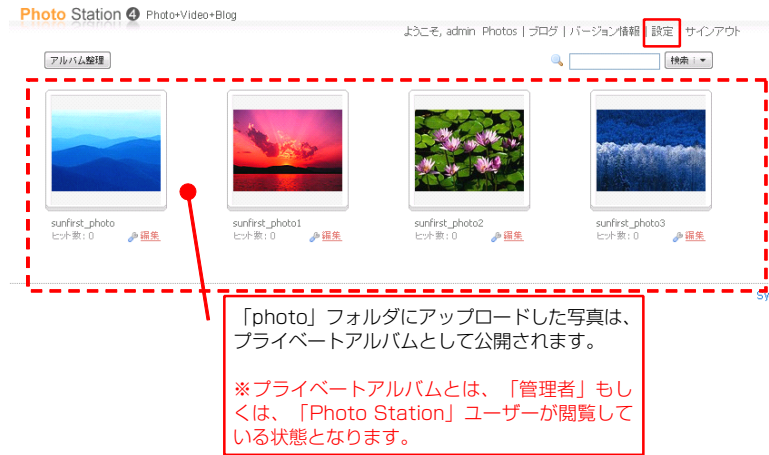 Photo Station 4 Photo+Video+Blog
ようこそ, admin Photos | ブログ | バージョン情報 | 設定 | サインアウト
アルバム整理
検索
sunfirst_photo
ヒット数: 0 編集
sunfirst_photo1
ヒット数: 0 編集
sunfirst_photo2
ヒット数: 0 編集
sunfirst_photo3
ヒット数: 0 編集
Sy
「photo」フォルダにアップロードした写真は、
プライベートアルバムとして公開されます。
※プライベートアルバムとは、「管理者」もし
くは、「Photo Station」ユーザーが閲覧して
いる状態となります。